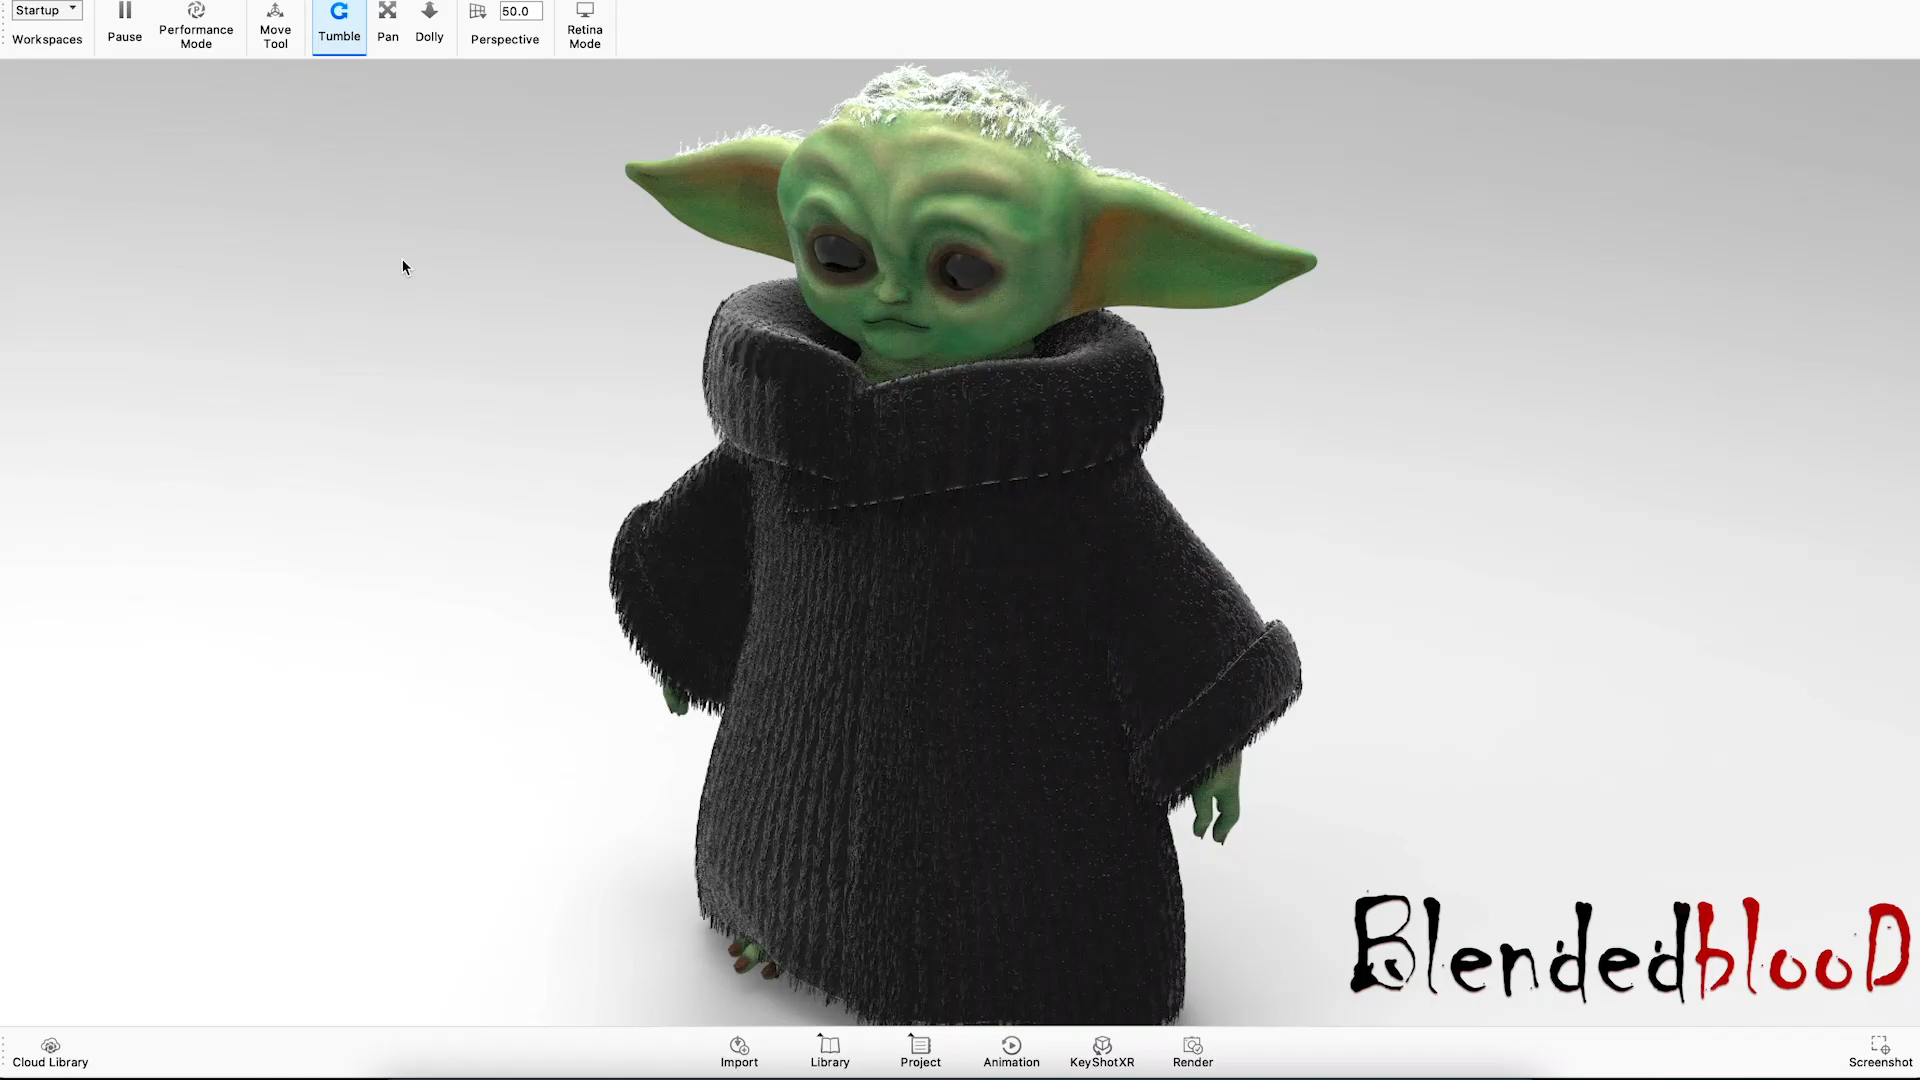 Startup
50.0
Workspaces
Pause
Performance
Mode
Move
Tool
Tumble
Pan
Dolly
Perspective
Retina
Mode
BlendedblooD
Cloud Library
Import
Library
Project
Animation
KeyShotXR
Render
Screenshot